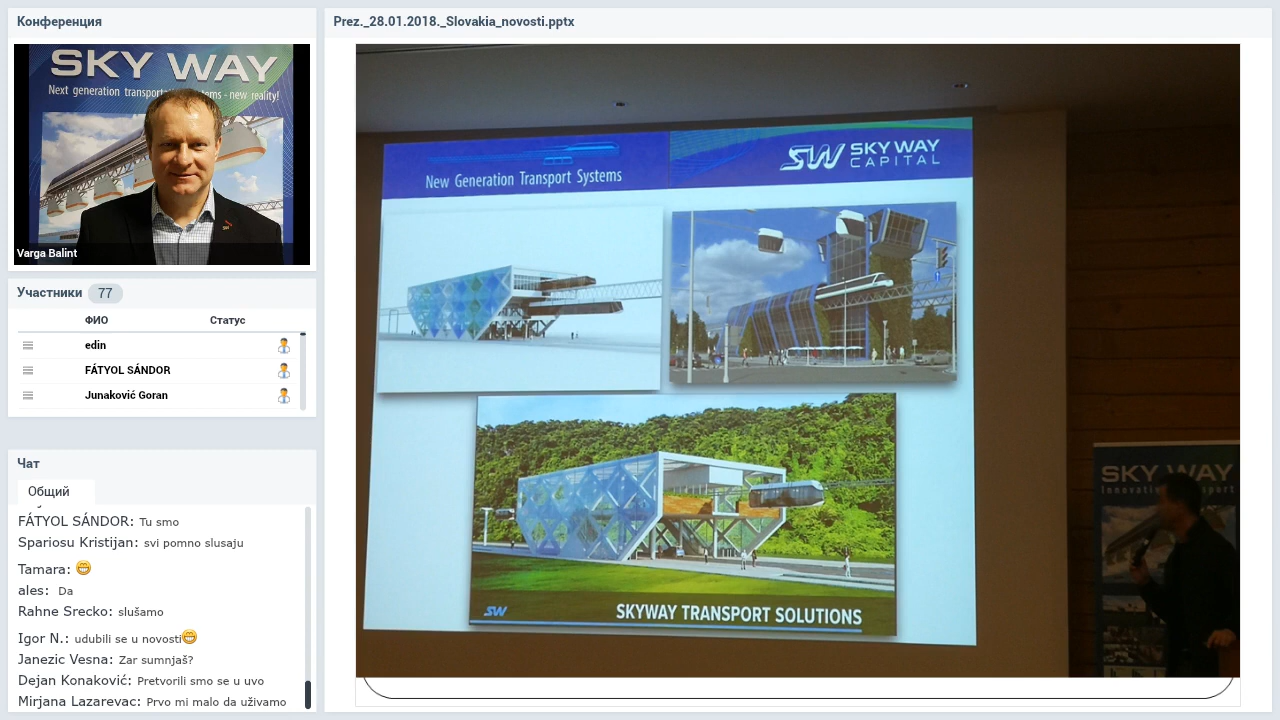 Конференция
SKY WAY
Next generation transportation systems - new reality!
Varga Balint
Участники 77
ФИО Статус
edin
FÁTYOL SÁNDOR
Junaković Goran
Чат
Общий
FÁTYOL SÁNDOR: Tu smo
Spariosu Kristijan: svi pomno slusaju
Tamara:
ales: Da
Rahne Srecko: slušamo
Igor N.: udubili se u novosti
Janezic Vesna: Zar sumnjaš?
Dejan Konaković: Pretvorili smo se u uvo
Mirjana Lazarevac: Prvo mi malo da uživamo
Prez._28.01.2018._Slovakia_novosti.pptx
New Generation Transport Systems
SW SKY WAY
CAPITAL
SW
SKYWAY TRANSPORT SOLUTIONS
SKY WAY